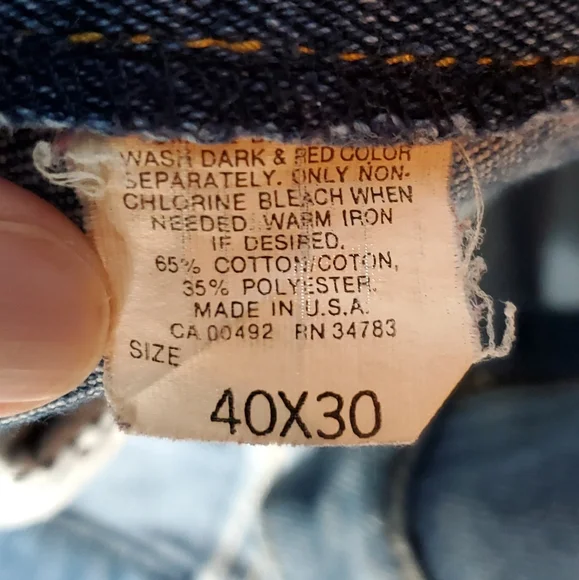 WASH DARK & RED COLOR
SEPARATELY. ONLY NON-
CHLORINE BLEACH WHEN
NEEDED. WARM IRON
IF DESIRED.
65% COTTON/COTON,
35% POLYESTER.
MADE IN U.S.A.
CA 00492 RN 34783
SIZE
40X30